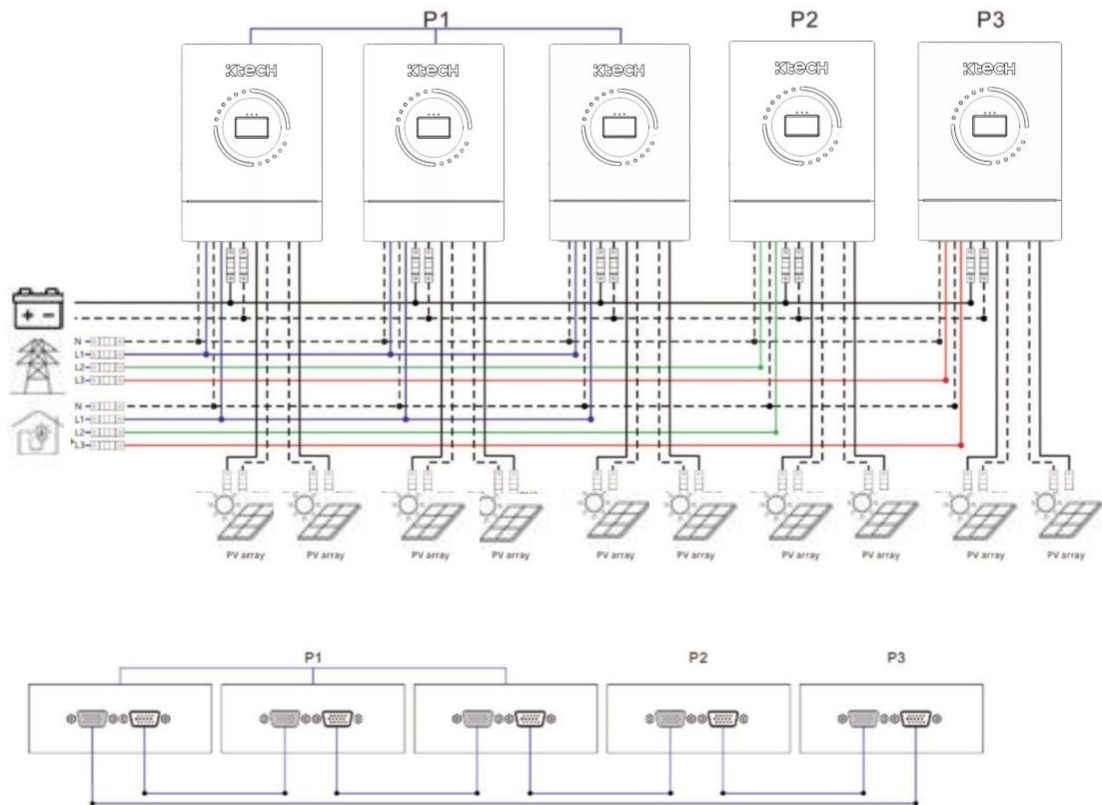 P1 P2 P3
KtecH KtecH KtecH KtecH KtecH
+ -
N
L1
L2
L3
N
L1
L2
L3
PV array PV array PV array PV array PV array PV array PV array PV array PV array PV array
P1 P2 P3